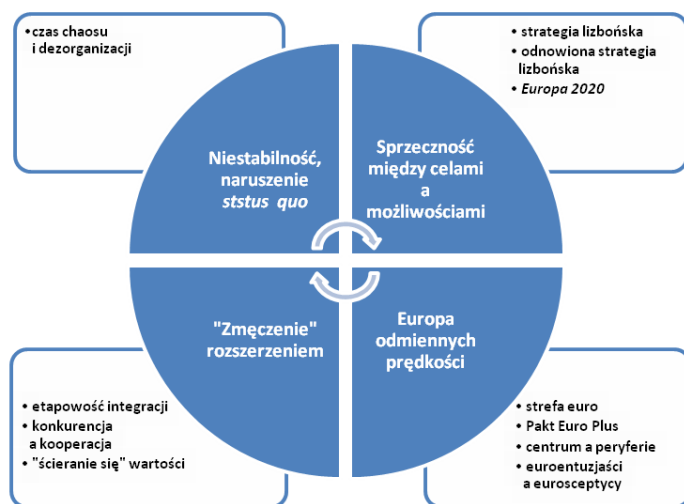 • czas chaosu
i dezorganizacji
• strategia lizbońska
• odnowiona strategia
lizbońska
• Europa 2020
Niestabilność,
naruszenie
ststus quo
Sprzeczność
między celami
a
możliwościami
"Zmęczenie"
rozszerzeniem
Europa
odmiennych
prędkości
• etapowość integracji
• konkurencja
a kooperacja
• "ścieranie się" wartości
• strefa euro
• Pakt Euro Plus
• centrum a peryferie
• euroentuzjaści
a eurosceptycy